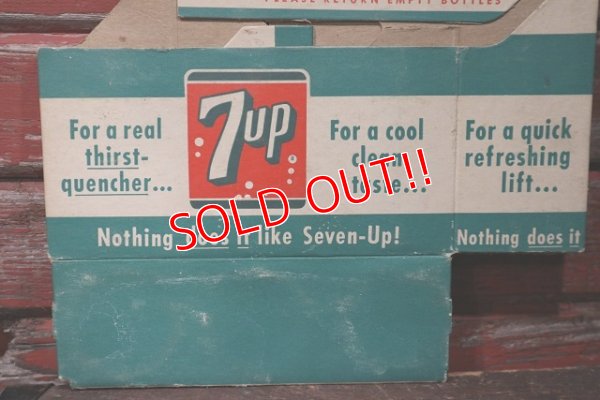 PLEASE RETURN EMPTY BOTTLES
For a real
thirst-
quencher...
7up
For a cool
clean
taste...
For a quick
refreshing
lift...
SOLD OUT!!
Nothing does it like Seven-Up!
Nothing does it